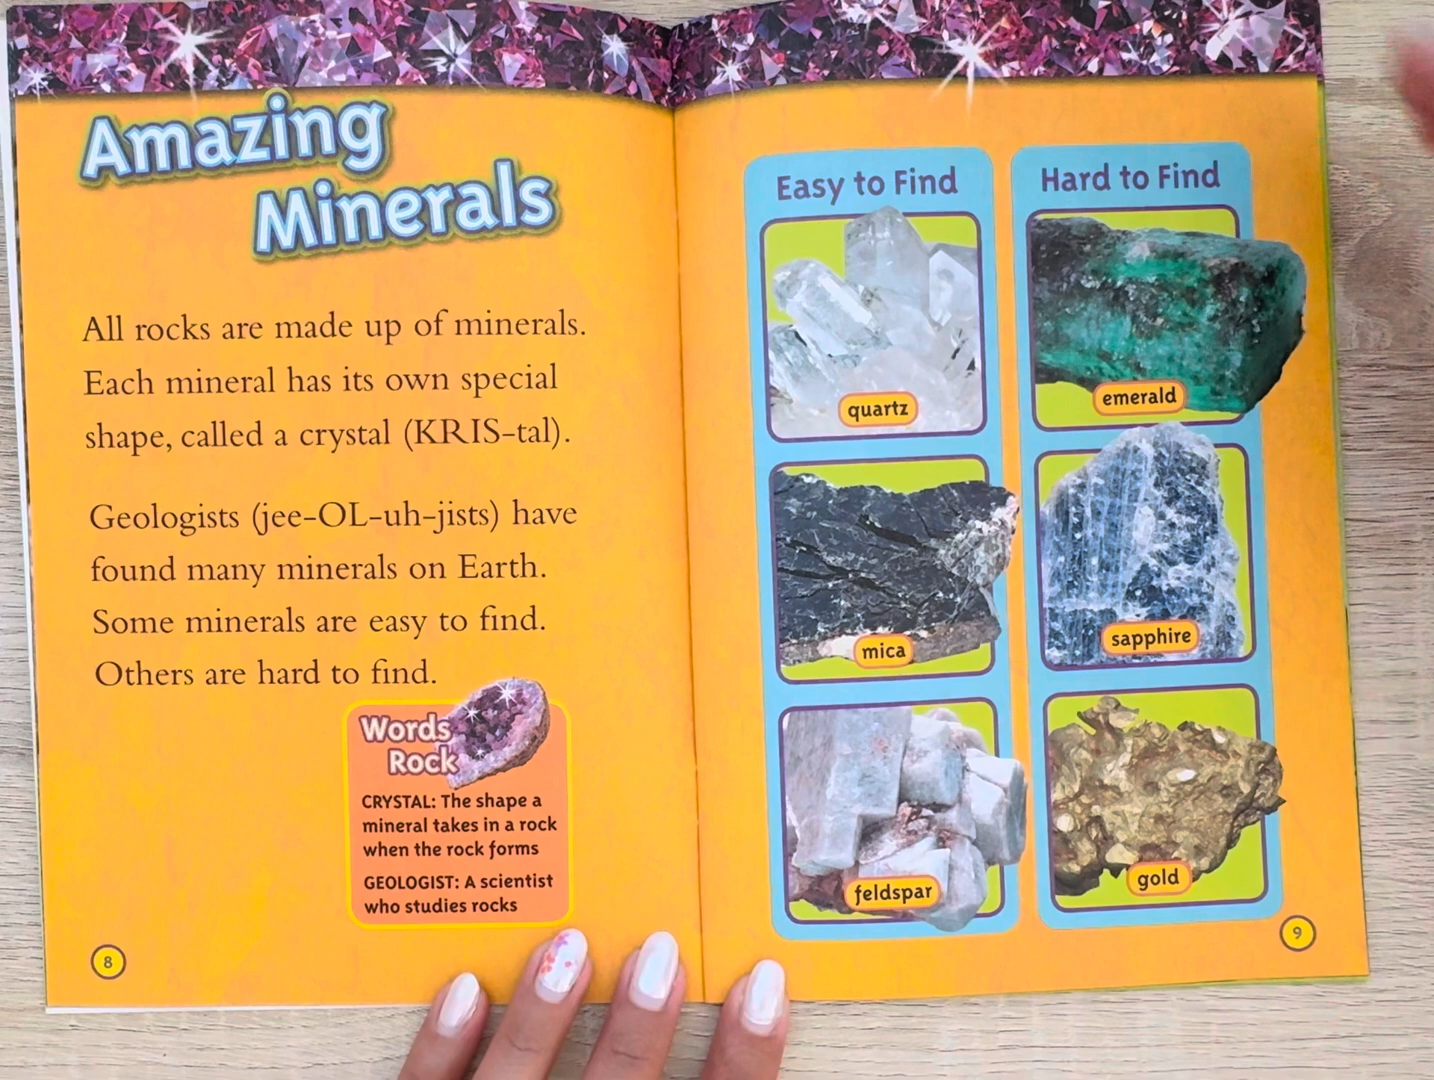 Amazing
Minerals
All rocks are made up of minerals.
Each mineral has its own special
shape, called a crystal (KRIS-tal).
Geologists (jee-OL-uh-jists) have
found many minerals on Earth.
Some minerals are easy to find.
Others are hard to find.
Words
Rock
CRYSTAL: The shape a
mineral takes in a rock
when the rock forms
GEOLOGIST: A scientist
who studies rocks
8
Easy to Find
quartz
mica
feldspar
Hard to Find
emerald
sapphire
gold
9